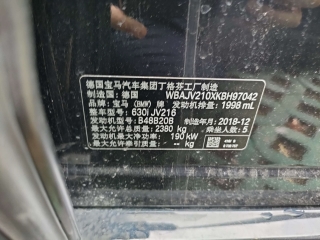 德国宝马汽车集团丁格芬工厂制造
制造国：德国 WBAJV210XKBH97042
品牌：宝马 (BMW) 牌 发动机排量：1998 mL
整车型号：630i JV216
发动机型号：B48B20B 制造年月：2018-12
最大允许总质量：2380 kg 乘坐人数：5
发动机最大净功率：190 kW
最大允许牵引质量：-- kg